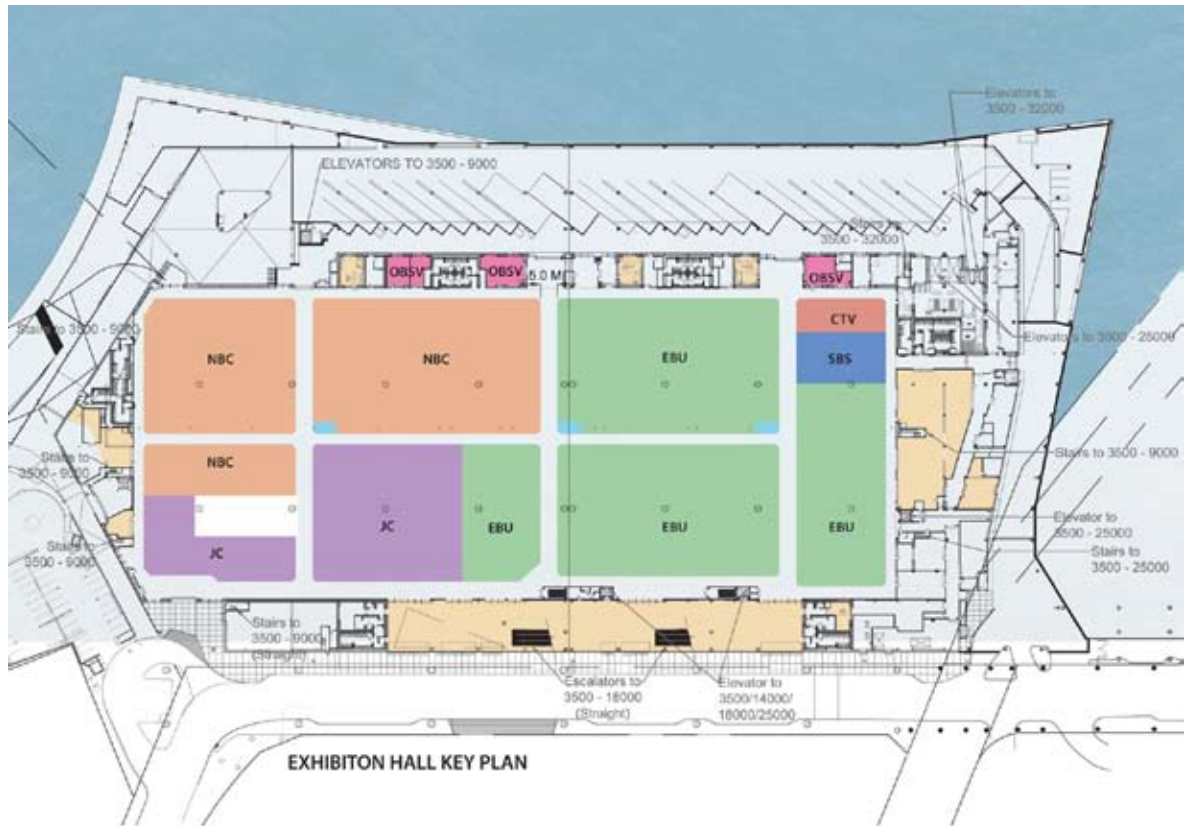 Elevators to
3500 - 32000
ELEVATORS TO 3500 - 9000
Stairs to
3500 - 32000
OBSV
OBSV
5.0 M
OBSV
CTV
Stairs to 3500 - 9000
Elevators to 3500 - 25000
NBC
NBC
EBU
SBS
Stairs to
3500 - 9000
NBC
Stairs to 3500 - 9000
JC
EBU
EBU
EBU
Elevator to
3500 - 25000
Stairs to
3500 - 9000
JC
Stairs to
3500 - 25000
Stairs to
3500 - 9000
(Straight)
Escalators to
3500 - 18000
(Straight)
Elevator to
3500/14000/
18000/25000
EXHIBITON HALL KEY PLAN